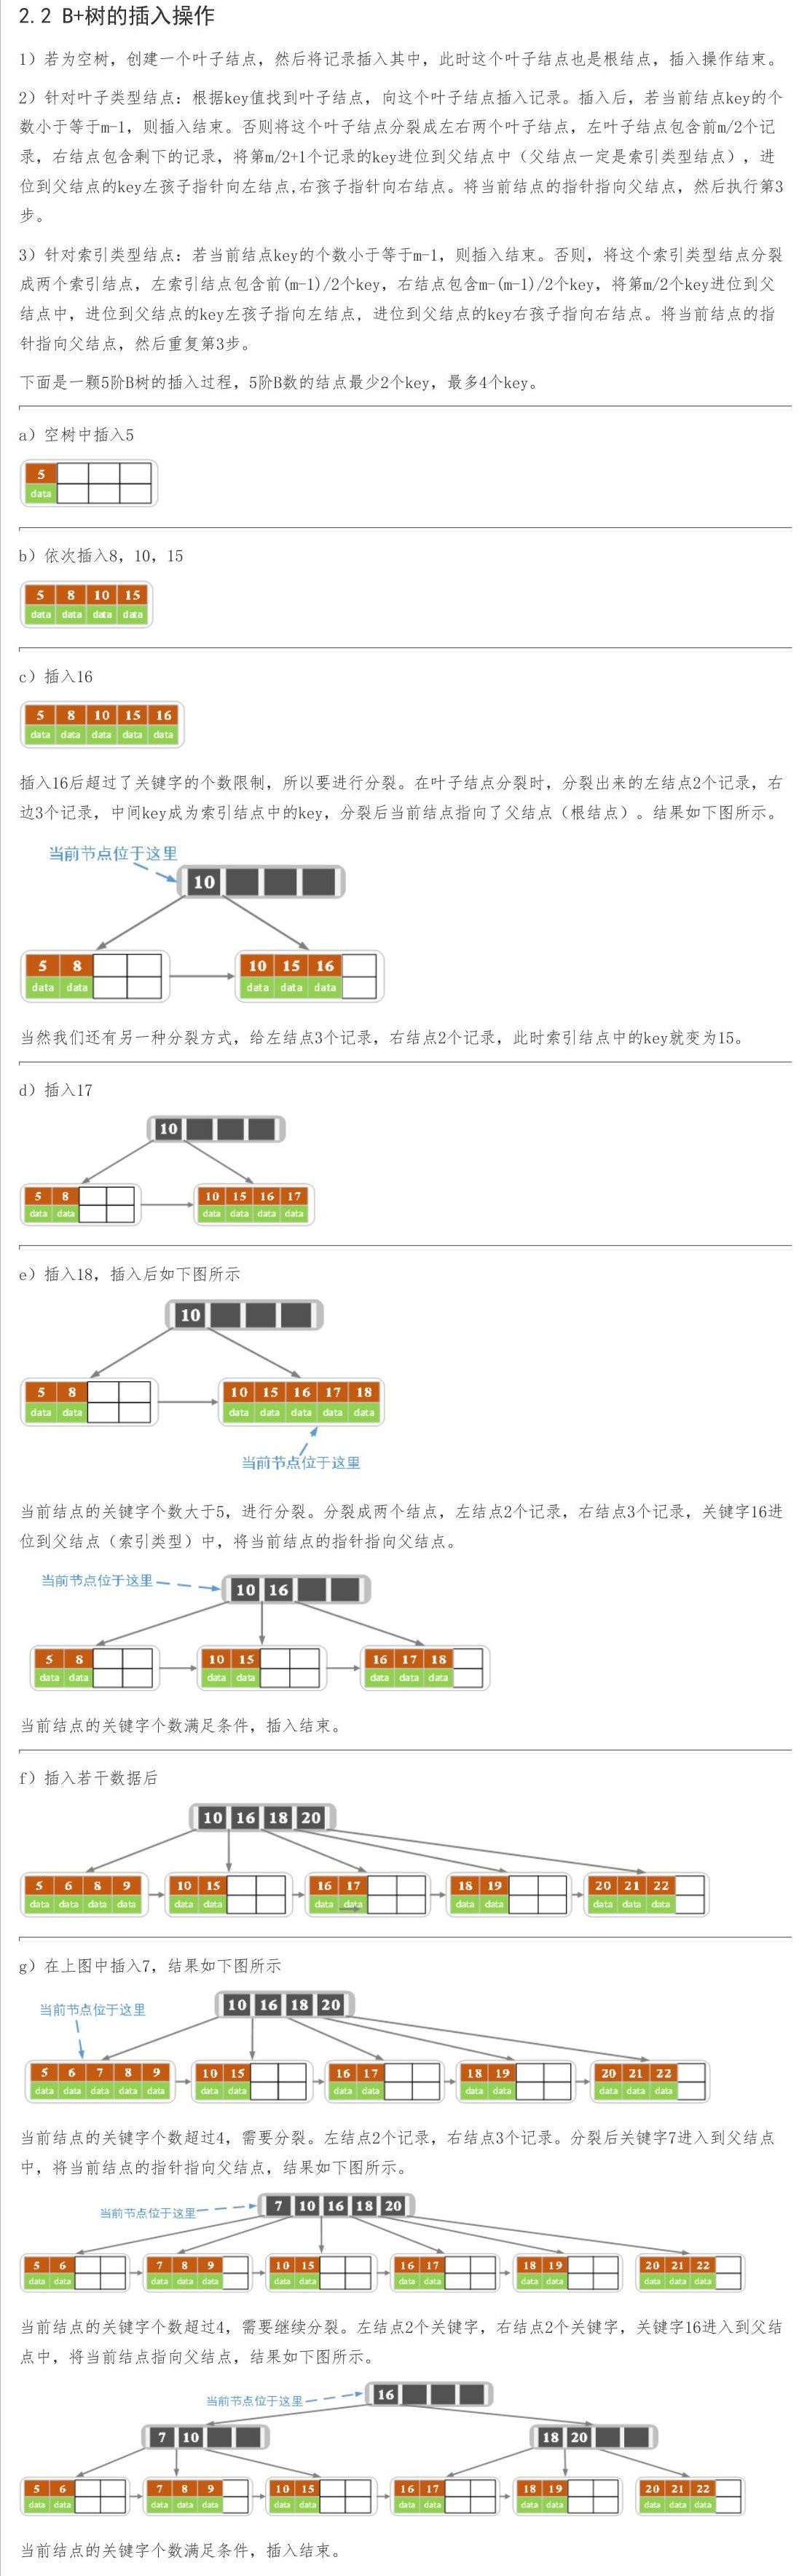 2.2 B+树的插入操作
1）若为空树，创建一个叶子结点，然后将记录插入其中，此时这个叶子结点也是根结点，插入操作结束。
2）针对叶子类型结点：根据key值找到叶子结点，向这个叶子结点插入记录。插入后，若当前结点key的个
数小于等于m-1，则插入结束。否则将这个叶子结点分裂成左右两个叶子结点，左叶子结点包含前m/2个记
录，右结点包含剩下的记录，将第m/2+1个记录的key进位到父结点中（父结点一定是索引类型结点），进
位到父结点的key左孩子指针向左结点,右孩子指针向右结点。将当前结点的指针指向父结点，然后执行第3
步。
3）针对索引类型结点：若当前结点key的个数小于等于m-1，则插入结束。否则，将这个索引类型结点分裂
成两个索引结点，左索引结点包含前(m-1)/2个key，右结点包含m-(m-1)/2个key，将第m/2个key进位到父
结点中，进位到父结点的key左孩子指向左结点, 进位到父结点的key右孩子指向右结点。将当前结点的指
针指向父结点，然后重复第3步。
下面是一颗5阶B树的插入过程，5阶B数的结点最少2个key，最多4个key。
a）空树中插入5
5
data
b）依次插入8，10，15
5 8 10 15
data data data data
c）插入16
5 8 10 15 16
data data data data data
插入16后超过了关键字的个数限制，所以要进行分裂。在叶子结点分裂时，分裂出来的左结点2个记录，右
边3个记录，中间key成为索引结点中的key，分裂后当前结点指向了父结点（根结点）。结果如下图所示。
当前节点位于这里
10
5 8 10 15 16
data data data data data
当然我们还有另一种分裂方式，给左结点3个记录，右结点2个记录，此时索引结点中的key就变为15。
d）插入17
10
5 8 10 15 16 17
data data data data data data
e）插入18，插入后如下图所示
10
5 8 10 15 16 17 18
data data data data data data data
当前节点位于这里
当前结点的关键字个数大于5，进行分裂。分裂成两个结点，左结点2个记录，右结点3个记录，关键字16进
位到父结点（索引类型）中，将当前结点的指针指向父结点。
当前节点位于这里
10 16
5 8 10 15 16 17 18
data data data data data data data
当前结点的关键字个数满足条件，插入结束。
f）插入若干数据后
10 16 18 20
5 6 8 9 10 15 16 17 18 19 20 21 22
data data data data data data data data data data data data data
g）在上图中插入7，结果如下图所示
当前节点位于这里
10 16 18 20
5 6 7 8 9 10 15 16 17 18 19 20 21 22
data data data data data data data data data data data data data data
当前结点的关键字个数超过4，需要分裂。左结点2个记录，右结点3个记录。分裂后关键字7进入到父结点
中，将当前结点的指针指向父结点，结果如下图所示。
当前节点位于这里
7 10 16 18 20
5 6 7 8 9 10 15 16 17 18 19 20 21 22
data data data data data data data data data data data data data data
当前结点的关键字个数超过4，需要继续分裂。左结点2个关键字，右结点2个关键字，关键字16进入到父结
点中，将当前结点指向父结点，结果如下图所示。
当前节点位于这里
16
7 10 18 20
5 6 7 8 9 10 15 16 17 18 19 20 21 22
data data data data data data data data data data data data data data
当前结点的关键字个数满足条件，插入结束。